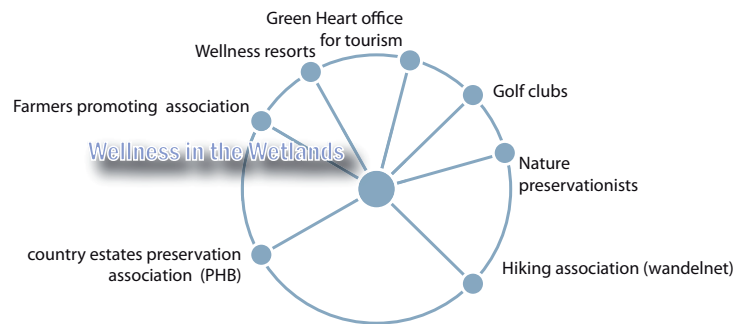 Green Heart office
for tourism
Wellness resorts
Golf clubs
Farmers promoting association
Wellness in the Wetlands
Nature
preservationists
country estates preservation
association (PHB)
Hiking association (wandelnet)